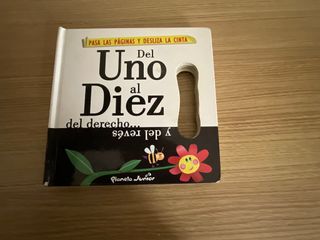 PASA LAS PÁGINAS Y DESLIZA LA CINTA
Del
Uno
al
Diez
del derecho...
y del revés
Planeta Junior